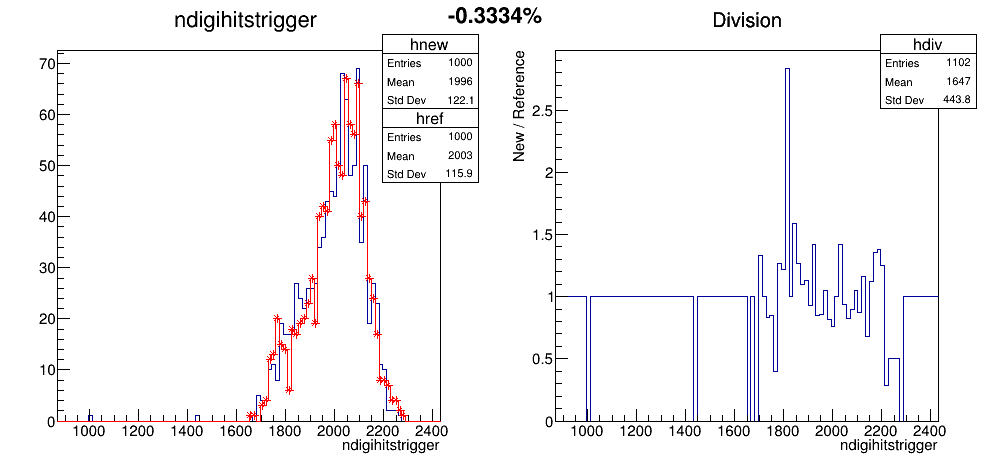 ndigihitstrigger
-0.3334%
Division
hnew
Entries 1000
Mean 1996
Std Dev 122.1
href
Entries 1000
Mean 2003
Std Dev 115.9
70
60
50
40
30
20
10
0
1000 1200 1400 1600 1800 2000 2200 2400
ndigihitstrigger
hdiv
Entries 1102
Mean 1647
Std Dev 443.8
New / Reference
2.5
2
1.5
1
0.5
0
1000 1200 1400 1600 1800 2000 2200 2400
ndigihitstrigger